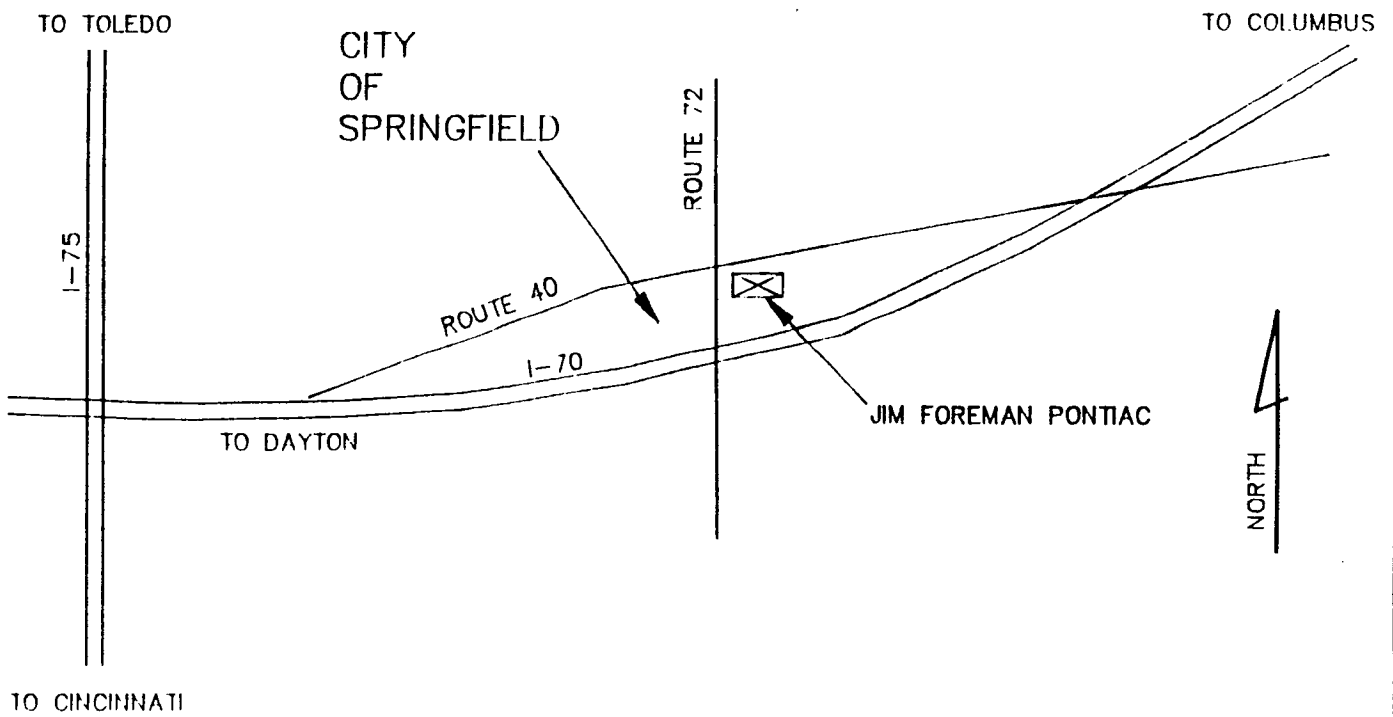 TO TOLEDO
TO COLUMBUS
CITY
OF
SPRINGFIELD
ROUTE 72
I-75
ROUTE 40
I-70
JIM FOREMAN PONTIAC
TO DAYTON
NORTH
TO CINCINNATI